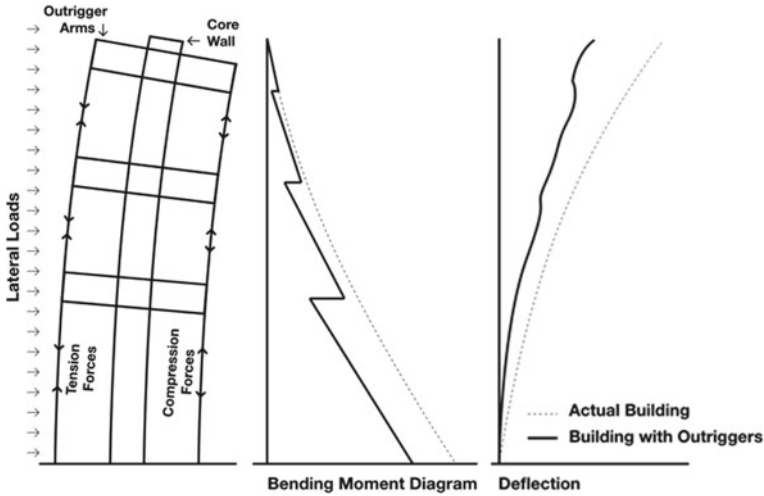 Outrigger
Arms
Core
Wall
Lateral Loads
Tension
Forces
Compression
Forces
Actual Building
Building with Outriggers
Bending Moment Diagram
Deflection